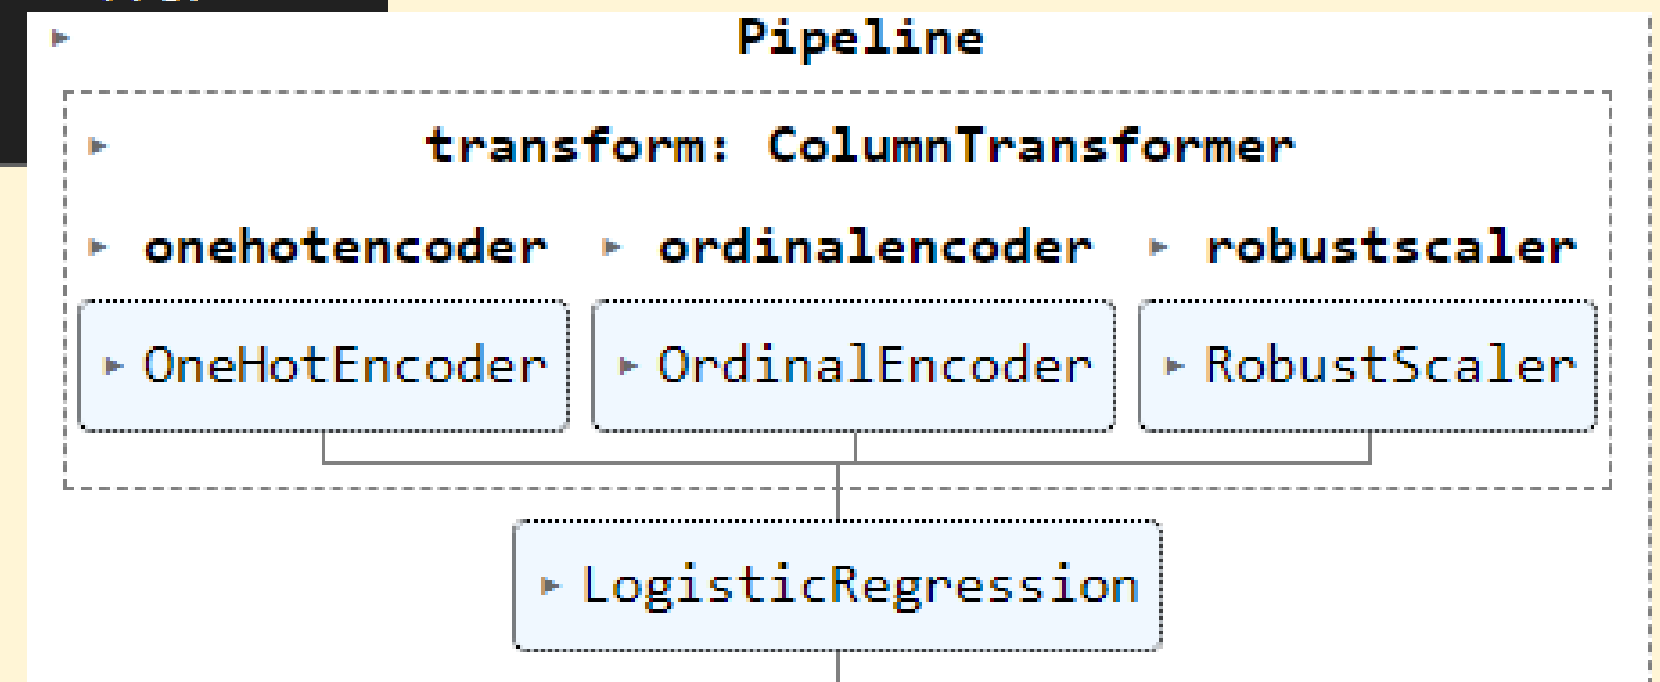 Pipeline
transform: ColumnTransformer
onehotencoder ordinalencoder robustscaler
OneHotEncoder OrdinalEncoder RobustScaler
LogisticRegression